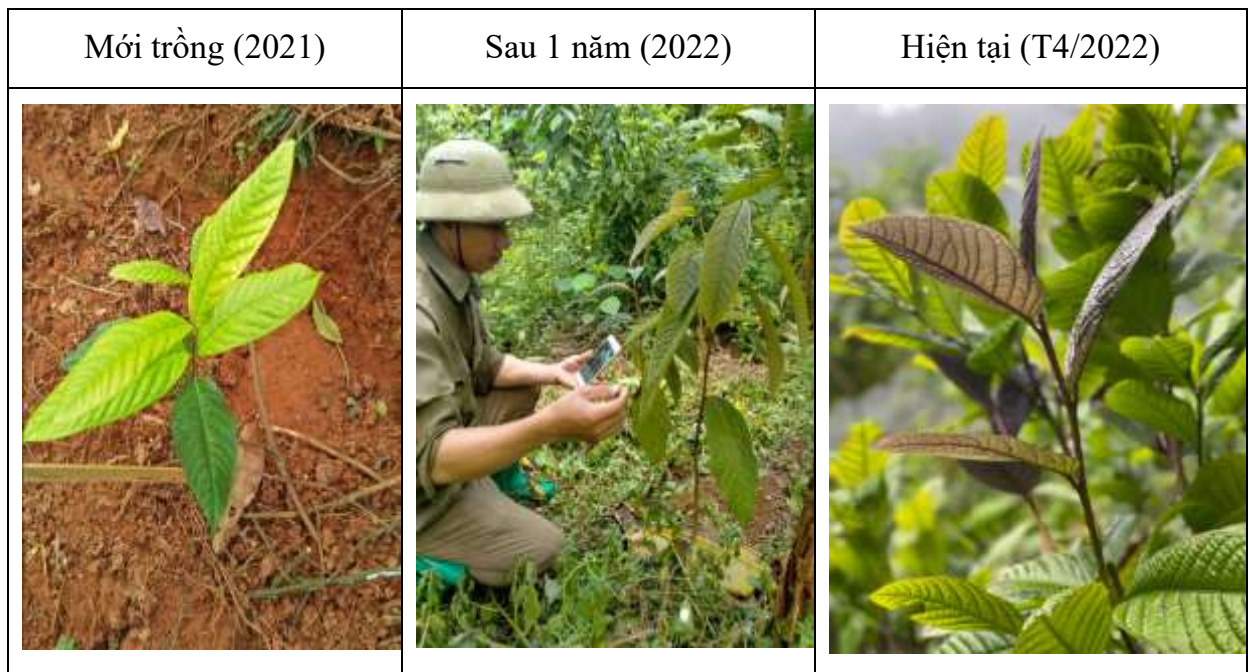 Mới trồng (2021)
Sau 1 năm (2022)
Hiện tại (T4/2022)